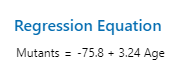 Regression Equation
Mutants = -75.8 + 3.24 Age